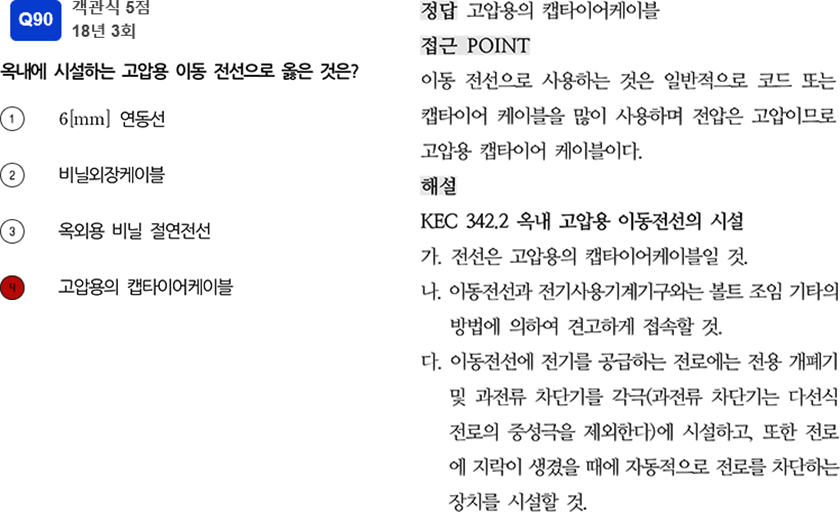 Q90
객관식 5점
18년 3회
옥내에 시설하는 고압용 이동 전선으로 옳은 것은?
1 6[mm] 연동선
2 비닐외장케이블
3 옥외용 비닐 절연전선
4 고압용의 캡타이어케이블
정답 고압용의 캡타이어케이블
접근 POINT
이동 전선으로 사용하는 것은 일반적으로 코드 또는
캡타이어 케이블을 많이 사용하며 전압은 고압이므로
고압용 캡타이어 케이블이다.
해설
KEC 342.2 옥내 고압용 이동전선의 시설
가. 전선은 고압용의 캡타이어케이블일 것.
나. 이동전선과 전기사용기계기구와는 볼트 조임 기타의
방법에 의하여 견고하게 접속할 것.
다. 이동전선에 전기를 공급하는 전로에는 전용 개폐기
및 과전류 차단기를 각극(과전류 차단기는 다선식
전로의 중성극을 제외한다)에 시설하고, 또한 전로
에 지락이 생겼을 때에 자동적으로 전로를 차단하는
장치를 시설할 것.